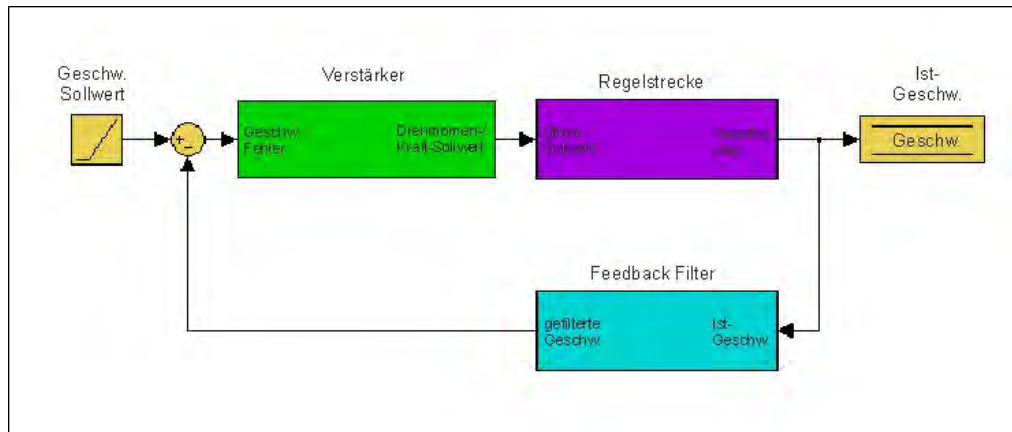 Geschw.
Sollwert
Verstärker
Regelstrecke
Ist-
Geschw.
+
-
Geschw.
Fehler
Drehmomen-/
Kraft-Sollwert
Geschw.
Feedback Filter
gefilterte
Geschw.
Ist-
Geschw.